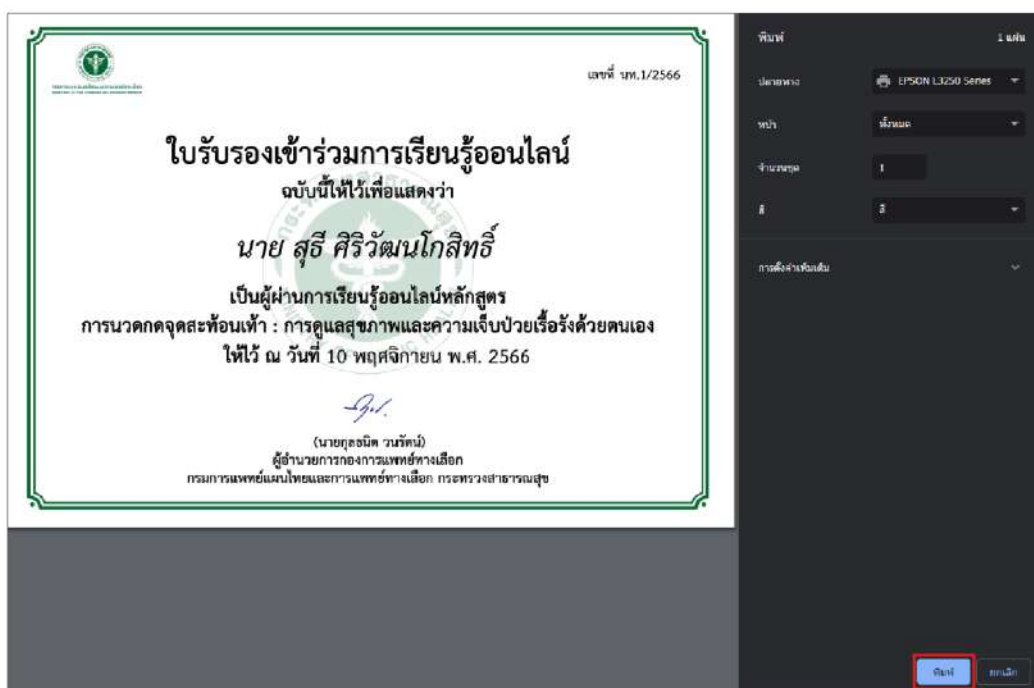 เลขที่ นท.1/2566
ใบรับรองเข้าร่วมการเรียนรู้ออนไลน์
ฉบับนี้ให้ไว้เพื่อแสดงว่า
นาย สุธี ศิริวัฒนโกสิทธิ์
เป็นผู้ผ่านการเรียนรู้ออนไลน์หลักสูตร
การนวดกดจุดสะท้อนเท้า : การดูแลสุขภาพและความเจ็บป่วยเรื้อรังด้วยตนเอง
ให้ไว้ ณ วันที่ 10 พฤศจิกายน พ.ศ. 2566
(นายกุลธนิต วนรัตน์)
ผู้อำนวยการกองการแพทย์ทางเลือก
กรมการแพทย์แผนไทยและการแพทย์ทางเลือก กระทรวงสาธารณสุข
พิมพ์ 1 แผ่น
ปลายทาง EPSON L3250 Series
หน้า ทั้งหมด
จำนวนชุด 1
สี สี
การตั้งค่าเพิ่มเติม
พิมพ์ ยกเลิก